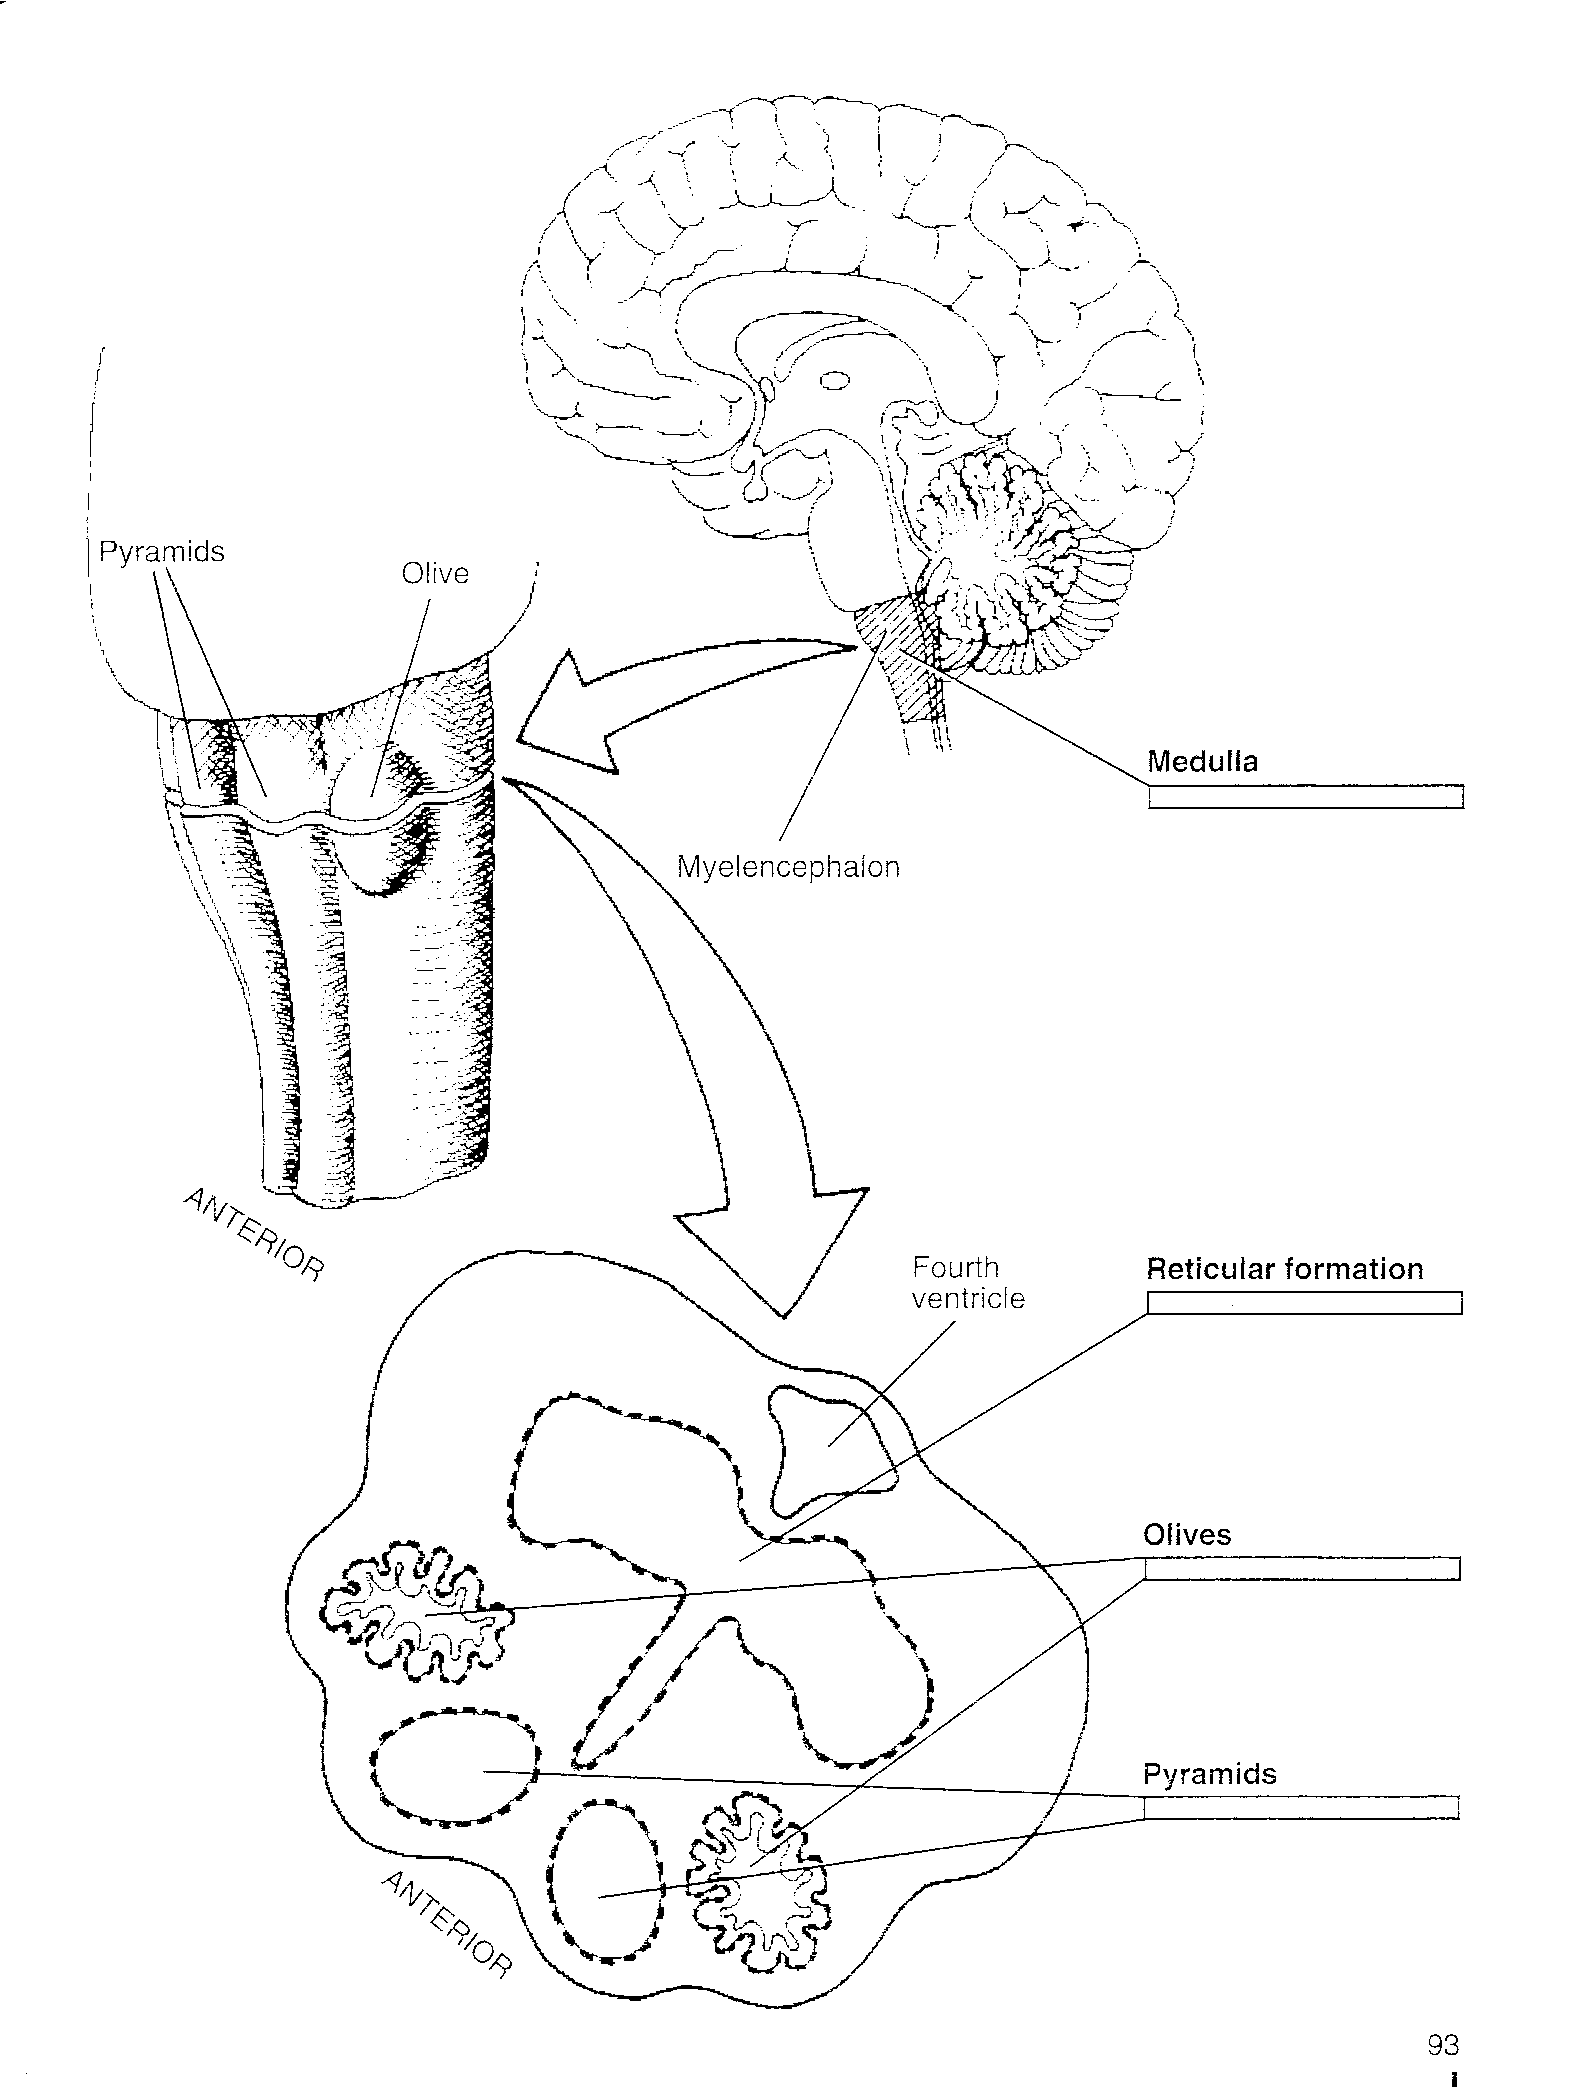 Pyramids
Olive
Medulla
Myelencephalon
ANTERIOR
Fourth
ventricle
Reticular formation
Olives
Pyramids
ANTERIOR
93